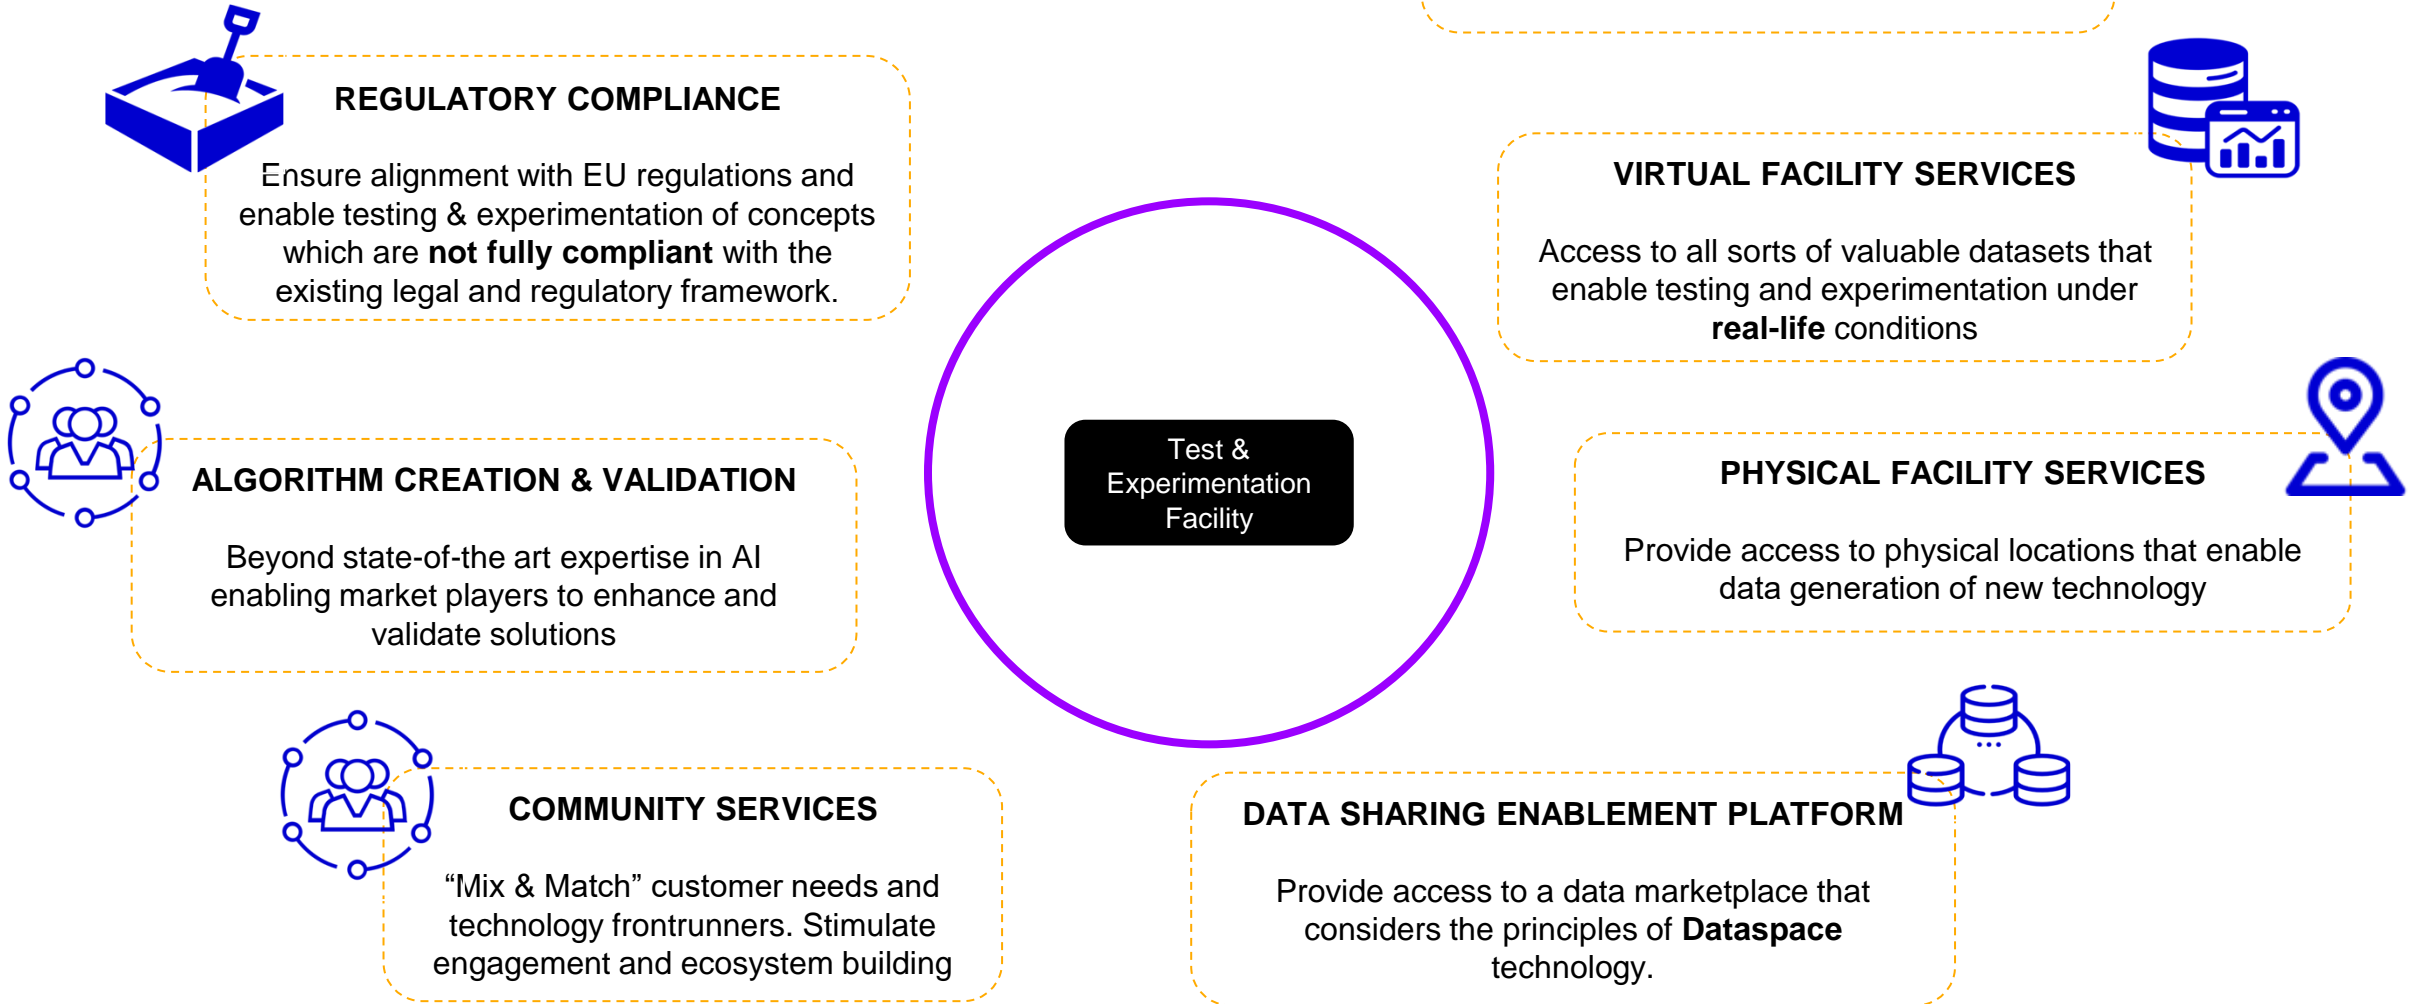 REGULATORY COMPLIANCE
Ensure alignment with EU regulations and
enable testing & experimentation of concepts
which are not fully compliant with the
existing legal and regulatory framework.
VIRTUAL FACILITY SERVICES
Access to all sorts of valuable datasets that
enable testing and experimentation under
real-life conditions
Test &
Experimentation
Facility
ALGORITHM CREATION & VALIDATION
Beyond state-of-the art expertise in AI
enabling market players to enhance and
validate solutions
PHYSICAL FACILITY SERVICES
Provide access to physical locations that enable
data generation of new technology
COMMUNITY SERVICES
“Mix & Match” customer needs and
technology frontrunners. Stimulate
engagement and ecosystem building
DATA SHARING ENABLEMENT PLATFORM
Provide access to a data marketplace that
considers the principles of Dataspace
technology.